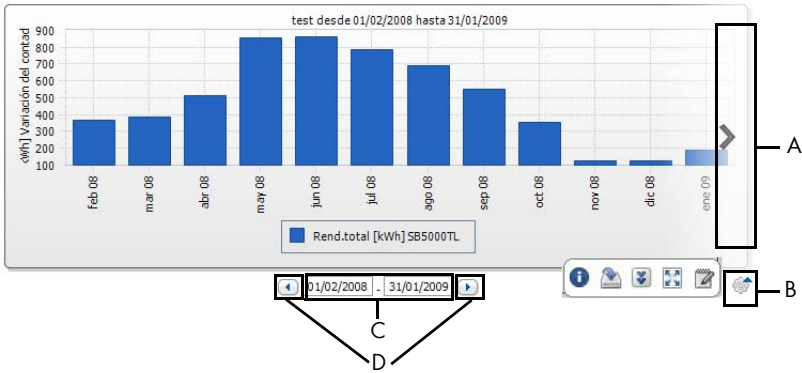 test desde 01/02/2008 hasta 31/01/2009
kWh] Variación del contad
900
800
700
600
500
400
300
200
100
feb 08
mar 08
abr 08
may 08
jun 08
jul 08
ago 08
sep 08
oct 08
nov 08
dic 08
ene 09
Rend.total [kWh] SB5000TL
A
B
01/02/2008 - 31/01/2009
C
D